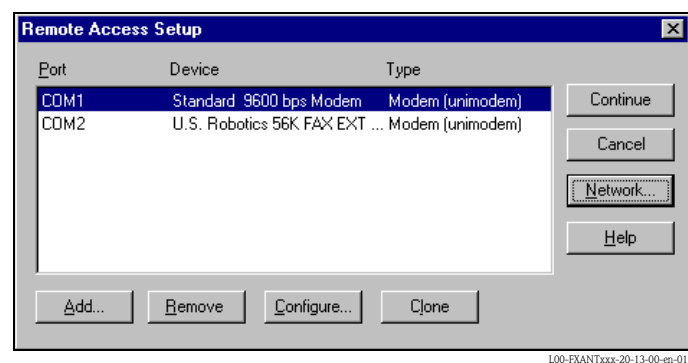 Remote Access Setup
Port Device Type
COM1 Standard 9600 bps Modem Modem (unimodem)
COM2 U.S. Robotics 56K FAX EXT ... Modem (unimodem)
Continue
Cancel
Network...
Help
Add... Remove Configure... Clone
L00-FXANTxxx-20-13-00-en-01